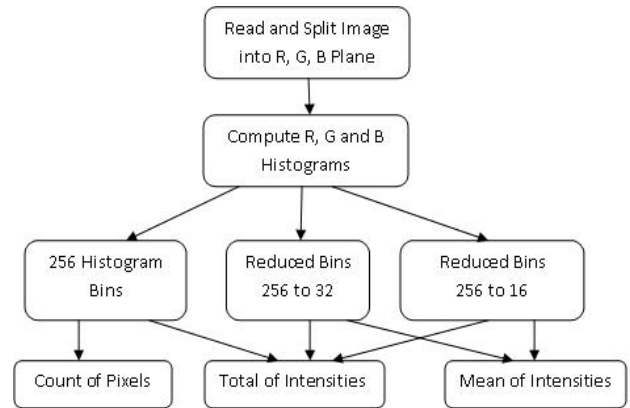 Read and Split Image
into R, G, B Plane
Compute R, G and B
Histograms
256 Histogram
Bins
Reduced Bins
256 to 32
Reduced Bins
256 to 16
Count of Pixels
Total of Intensities
Mean of Intensities